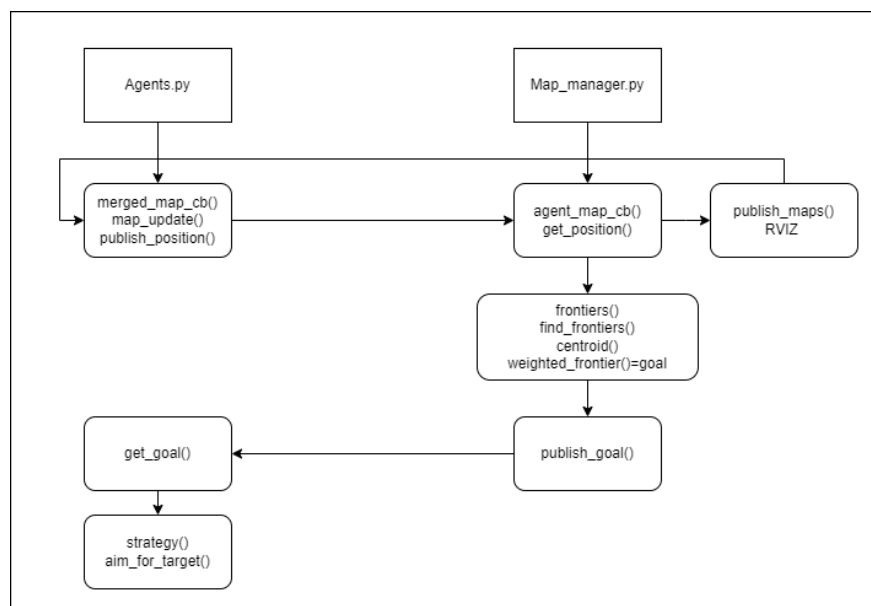 Agents.py
Map_manager.py
merged_map_cb()
map_update()
publish_position()
agent_map_cb()
get_position()
publish_maps()
RVIZ
frontiers()
find_frontiers()
centroid()
weighted_frontier()=goal
get_goal()
publish_goal()
strategy()
aim_for_target()